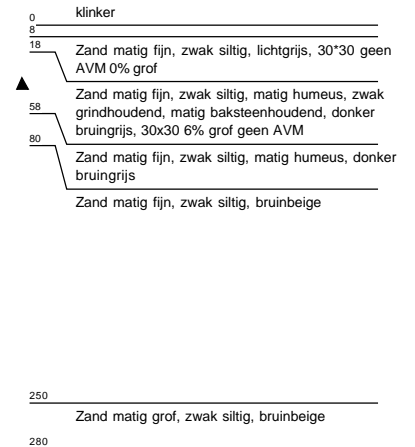 0
klinker
8
18
Zand matig fijn, zwak siltig, lichtgrijs, 30*30 geen
AVM 0% grof
Zand matig fijn, zwak siltig, matig humeus, zwak
grindhoudend, matig baksteenhoudend, donker
bruingrijs, 30x30 6% grof geen AVM
58
80
Zand matig fijn, zwak siltig, matig humeus, donker
bruingrijs
Zand matig fijn, zwak siltig, bruinbeige
250
Zand matig grof, zwak siltig, bruinbeige
280